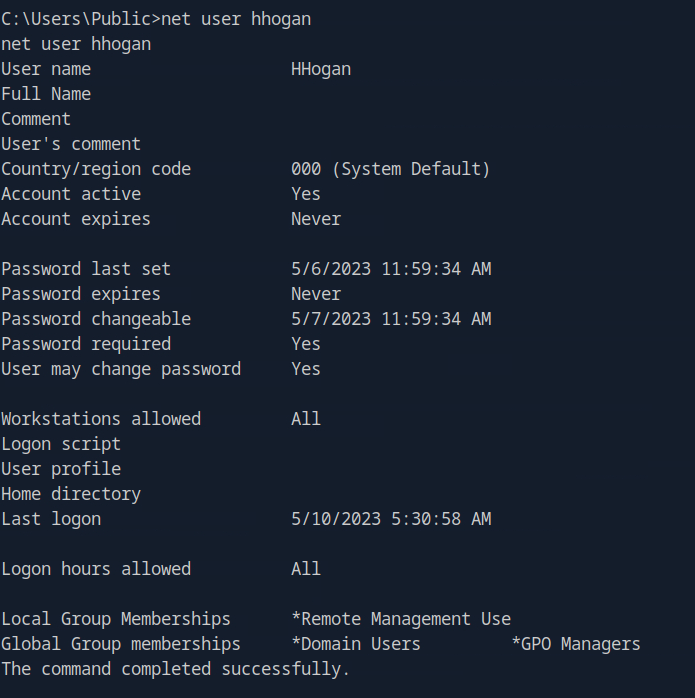 C:\Users\Public>net user hhogan
net user hhogan
User name                    HHogan
Full Name
Comment
User's comment
Country/region code          000 (System Default)
Account active               Yes
Account expires              Never

Password last set            5/6/2023 11:59:34 AM
Password expires             Never
Password changeable          5/7/2023 11:59:34 AM
Password required            Yes
User may change password     Yes

Workstations allowed         All
Logon script
User profile
Home directory
Last logon                   5/10/2023 5:30:58 AM

Logon hours allowed          All

Local Group Memberships      *Remote Management Use
Global Group memberships     *Domain Users         *GPO Managers
The command completed successfully.